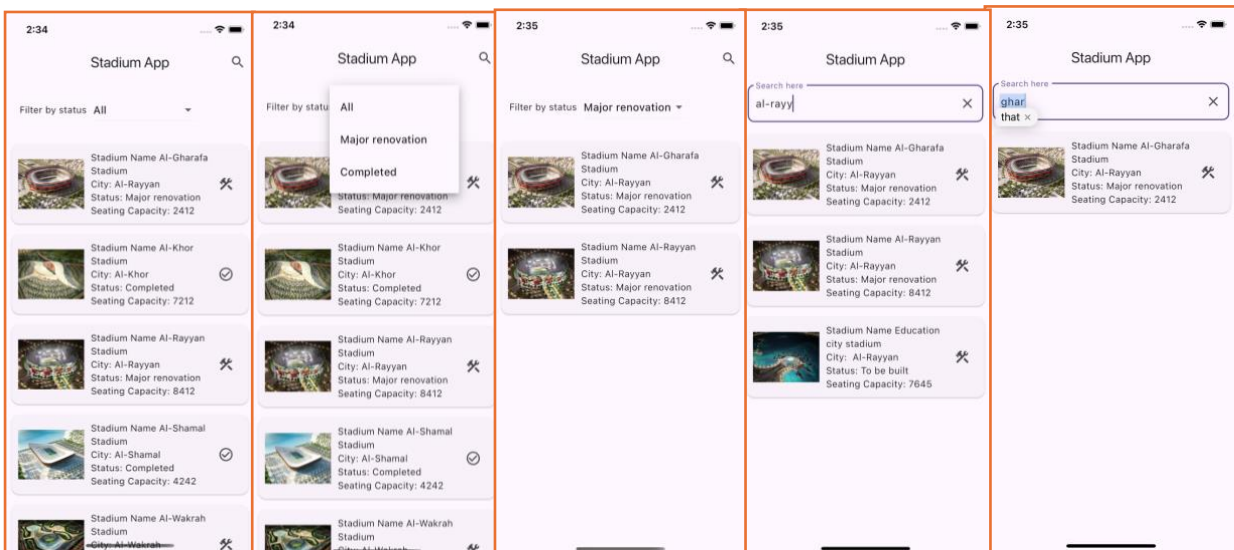 2:34
Stadium App
Filter by status All
Stadium Name Al-Gharafa
Stadium
City: Al-Rayyan
Status: Major renovation
Seating Capacity: 2412
Stadium Name Al-Khor
Stadium
City: Al-Khor
Status: Completed
Seating Capacity: 7212
Stadium Name Al-Rayyan
Stadium
City: Al-Rayyan
Status: Major renovation
Seating Capacity: 8412
Stadium Name Al-Shamal
Stadium
City: Al-Shamal
Status: Completed
Seating Capacity: 4242
Stadium Name Al-Wakrah
Stadium
City: Al-Wakrah
2:34
Stadium App
Filter by statu
All
Major renovation
Completed
Status: Major renovation
Seating Capacity: 2412
Stadium Name Al-Khor
Stadium
City: Al-Khor
Status: Completed
Seating Capacity: 7212
Stadium Name Al-Rayyan
Stadium
City: Al-Rayyan
Status: Major renovation
Seating Capacity: 8412
Stadium Name Al-Shamal
Stadium
City: Al-Shamal
Status: Completed
Seating Capacity: 4242
Stadium Name Al-Wakrah
Stadium
City: Al-Wakrah
2:35
Stadium App
Filter by status Major renovation
Stadium Name Al-Gharafa
Stadium
City: Al-Rayyan
Status: Major renovation
Seating Capacity: 2412
Stadium Name Al-Rayyan
Stadium
City: Al-Rayyan
Status: Major renovation
Seating Capacity: 8412
2:35
Stadium App
Search here
al-rayy
Stadium Name Al-Gharafa
Stadium
City: Al-Rayyan
Status: Major renovation
Seating Capacity: 2412
Stadium Name Al-Rayyan
Stadium
City: Al-Rayyan
Status: Major renovation
Seating Capacity: 8412
Stadium Name Education
city stadium
City: Al-Rayyan
Status: To be built
Seating Capacity: 7645
2:35
Stadium App
Search here
ghar
that ×
Stadium Name Al-Gharafa
Stadium
City: Al-Rayyan
Status: Major renovation
Seating Capacity: 2412